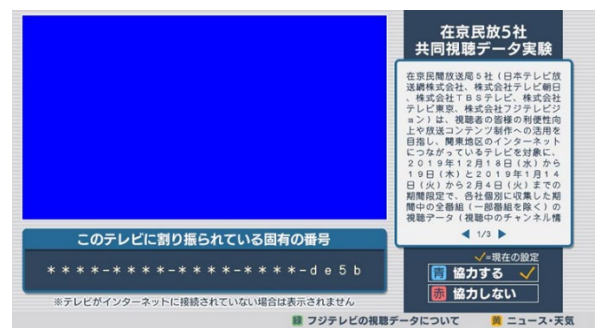 在京民放5社
共同視聴データ実験
在京民間放送局5社（日本テレビ放
送網株式会社、株式会社テレビ朝日
、株式会社TBSテレビ、株式会社
テレビ東京、株式会社フジテレビジ
ョン）は、視聴者の皆様の利便性向
上や放送コンテンツ制作への活用を
目指し、関東地区のインターネット
につながっているテレビを対象に、
2019年12月18日（水）から
19日（木）と2019年1月14
日（火）から2月4日（火）までの
期間限定で、各社個別に収集した期
間中の全番組（一部番組を除く）の
視聴データ（視聴中のチャンネル情
◀ 1/3 ▶
このテレビに割り振られている固有の番号
＊＊＊＊-＊＊＊＊-＊＊＊＊-＊＊＊＊-de5b
※テレビがインターネットに接続されていない場合は表示されません
✓=現在の設定
青 協力する ✓
赤 協力しない
緑 フジテレビの視聴データについて 黄 ニュース・天気